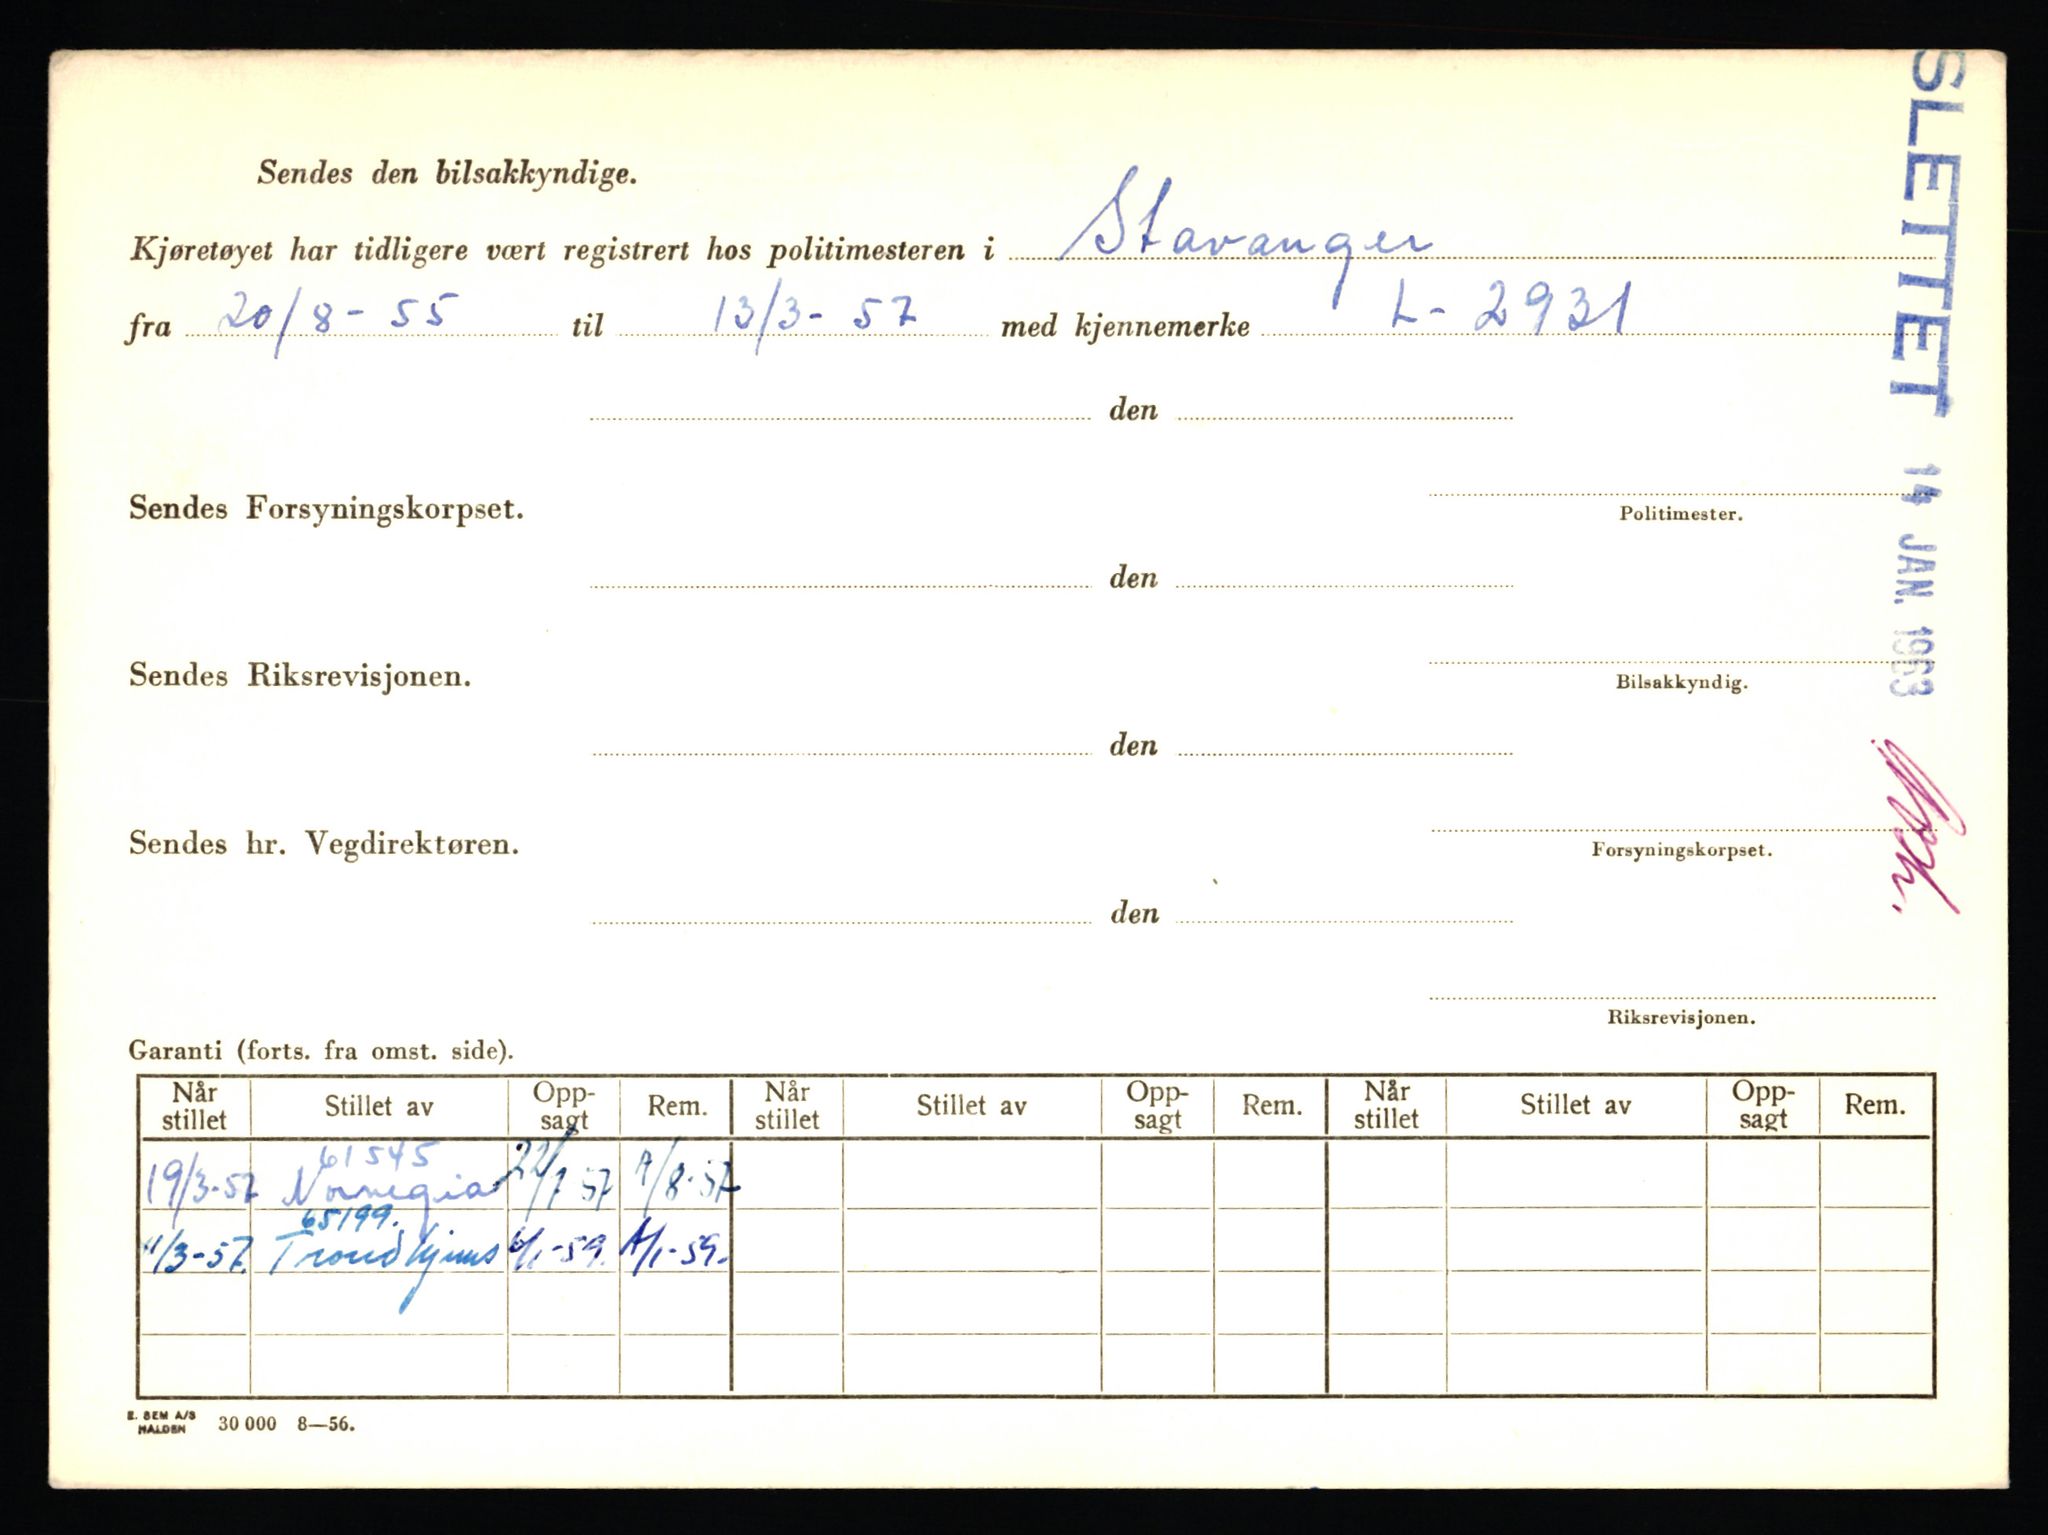 Sendes den bilsakkyndige.
Kjøretøyet har tidligere vært registrert hos politimesteren i Stavanger
fra 20/8-55 til 13/3-57 med kjennemerke L-2931
den
Sendes Forsyningskorpset.
Politimester.
den
Sendes Riksrevisjonen.
Bilsakkyndig.
den
Sendes hr. Vegdirektøren.
Forsyningskorpset.
den
Riksrevisjonen.
SLETTET 14 JAN. 1963
Garanti (forts. fra omst. side).
Når stillet Stillet av Opp-sagt Rem. Når stillet Stillet av Opp-sagt Rem. Når stillet Stillet av Opp-sagt Rem.
61545
19/3-57 Nornegia 22/7 57 A/8-57
65199.
/3-57. Trondhjems 6/1-59. A/1-59.
E. SEM A/S
HALDEN 30 000 8—56.